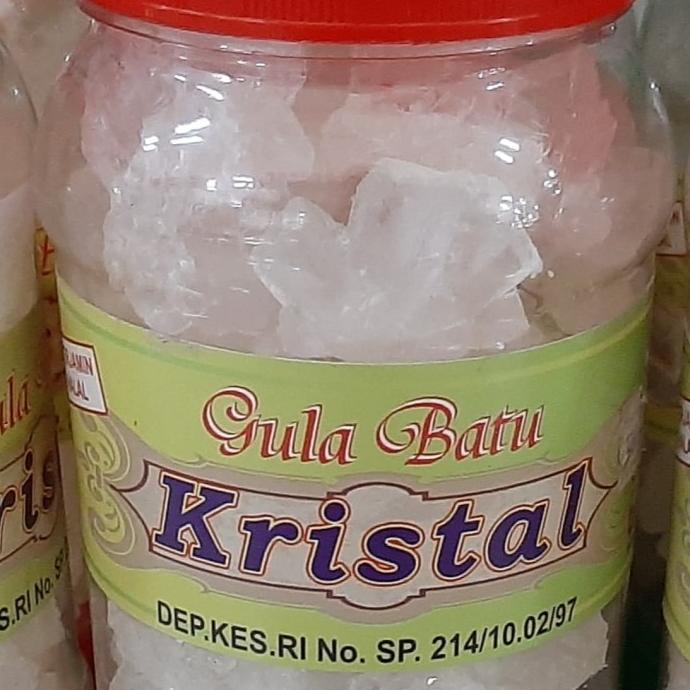 Gula Batu
Kristal
DEP.KES.RI No. SP. 214/10.02/97